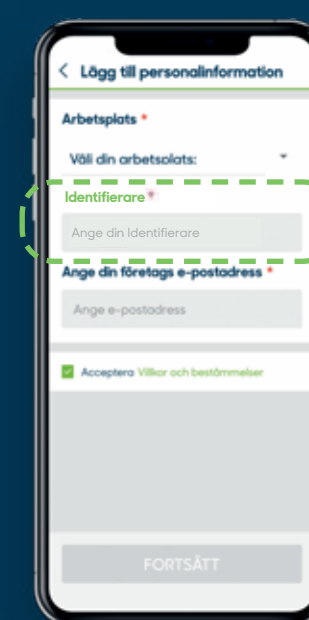 Lägg till personalinformation
Arbetsplats *
Välj din arbetsplats:
Identifierare *
Ange din Identifierare
Ange din företags e-postadress *
Ange e-postadress
Acceptera Villkor och bestämmelser
FORTSÄTT